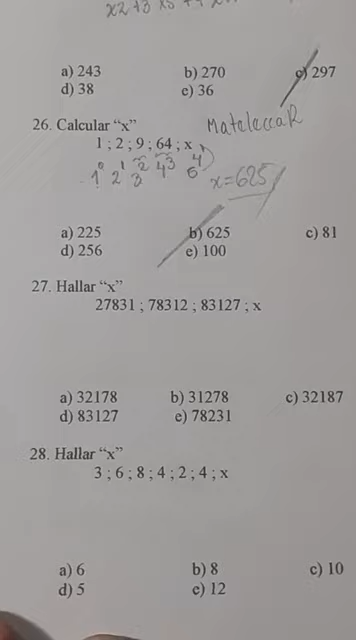 a) 243 b) 270 c) 297
d) 38 e) 36
26. Calcular “x”
MateleccaR
1 ; 2 ; 9 ; 64 ; x
1⁰ 2¹ 3² 4³ 5⁴ x=625
a) 225 b) 625 c) 81
d) 256 e) 100
27. Hallar “x”
27831 ; 78312 ; 83127 ; x
a) 32178 b) 31278 c) 32187
d) 83127 e) 78231
28. Hallar “x”
3 ; 6 ; 8 ; 4 ; 2 ; 4 ; x
a) 6 b) 8 c) 10
d) 5 e) 12